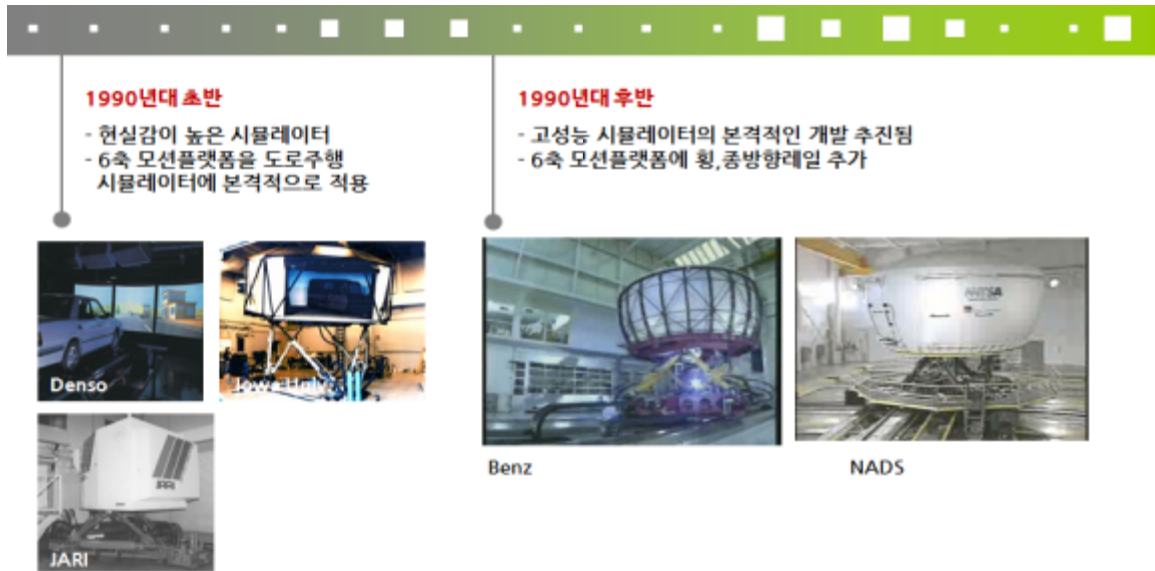 1990년대 초반
- 현실감이 높은 시뮬레이터
- 6축 모션플랫폼을 도로주행
시뮬레이터에 본격적으로 적용
1990년대 후반
- 고성능 시뮬레이터의 본격적인 개발 추진됨
- 6축 모션플랫폼에 횡,종방향레일 추가
Denso
Iowa Univ
JARI
JARI
Benz
NADS